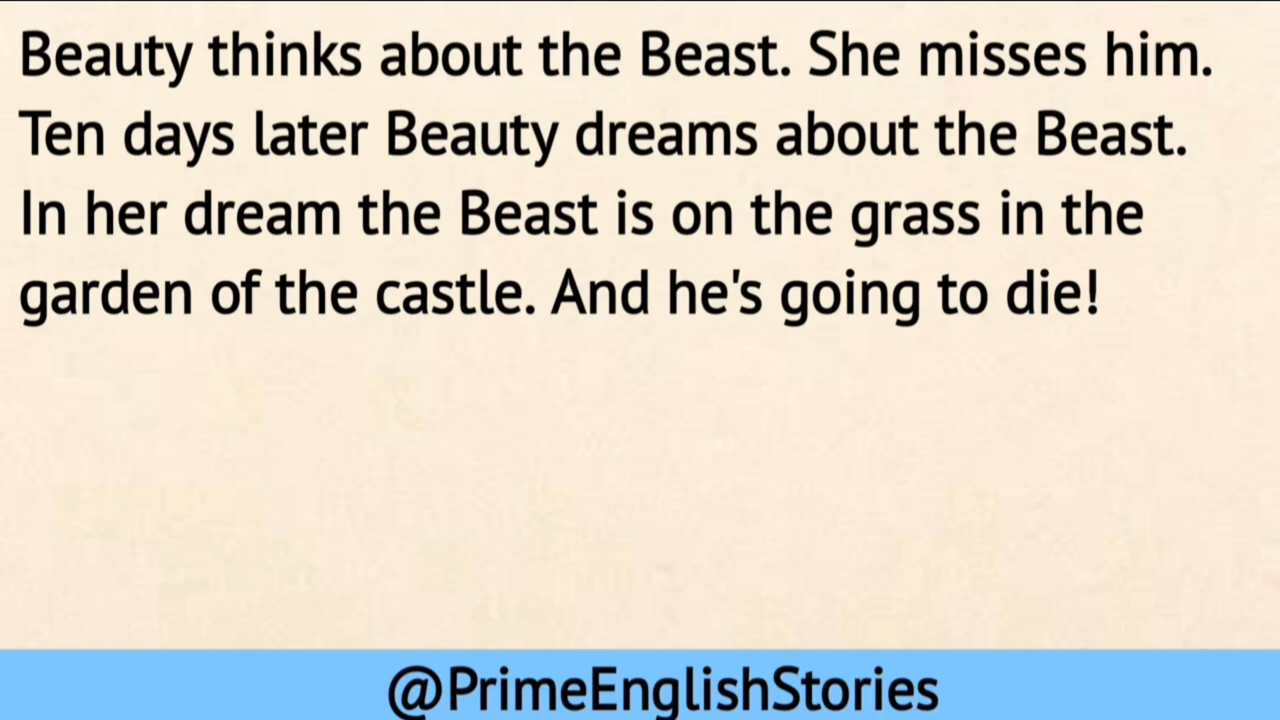 Beauty thinks about the Beast. She misses him.
Ten days later Beauty dreams about the Beast.
In her dream the Beast is on the grass in the
garden of the castle. And he's going to die!
@PrimeEnglishStories